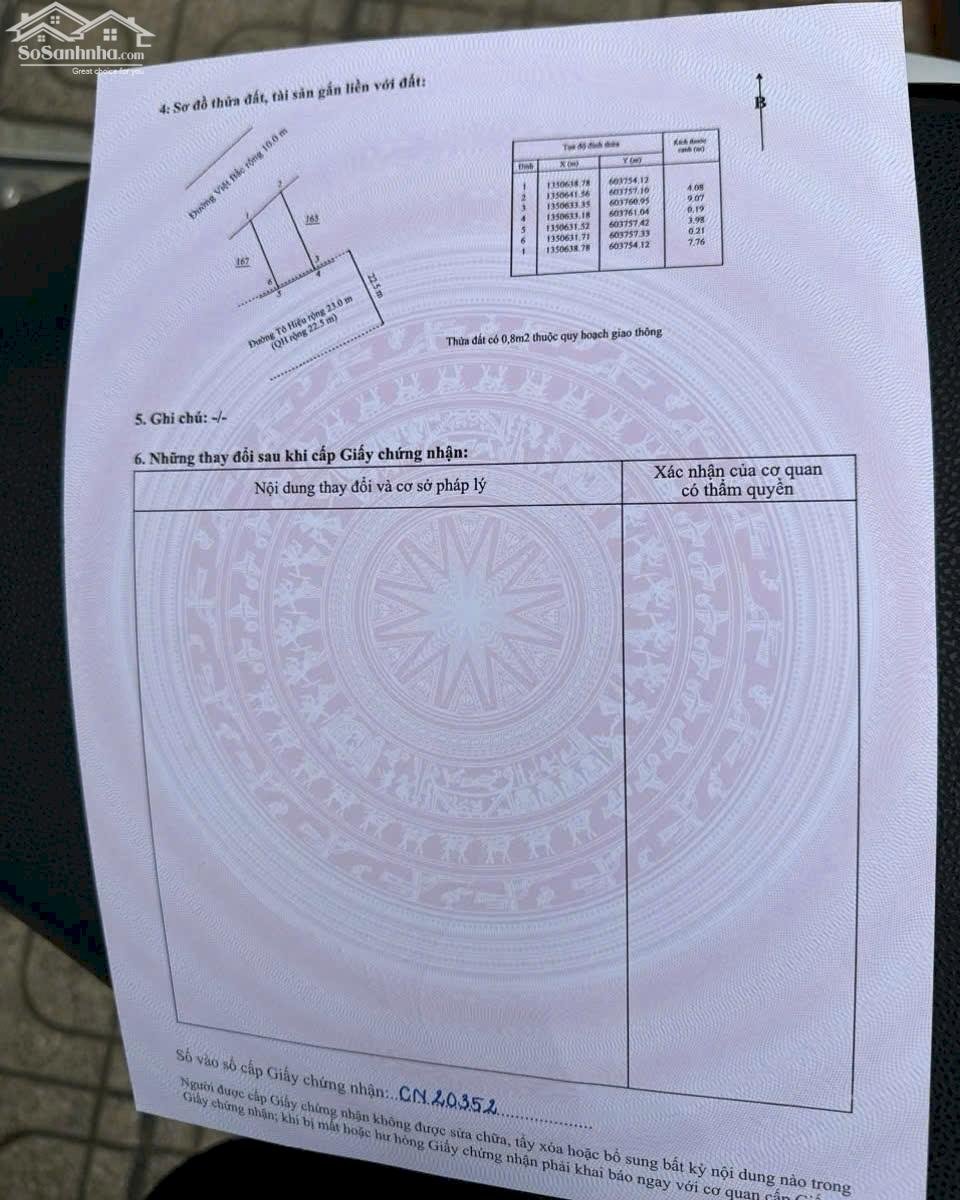 SoSanhnha.com
Great choice for you
4: Sơ đồ thửa đất, tài sản gắn liền với đất:
B
Đường Việt Bắc rộng 10.0 m
1
2
163
167
3
4
6
5
22.5 m
Đường Tô Hiệu rộng 23.0 m
(QH rộng 22.5 m)
Tọa độ đỉnh thửa
Kích thước cạnh (m)
Đỉnh X (m) Y (m)
1 1350638.78 603754.12
4.08
2 1350641.56 603757.10
9.07
3 1350633.35 603760.95
0.19
4 1350633.18 603761.04
3.98
5 1350631.52 603757.42
0.21
6 1350631.71 603757.33
7.76
1 1350638.78 603754.12
Thửa đất có 0,8m2 thuộc quy hoạch giao thông
5. Ghi chú: -/-
6. Những thay đổi sau khi cấp Giấy chứng nhận:
Nội dung thay đổi và cơ sở pháp lý
Xác nhận của cơ quan
có thẩm quyền
Số vào sổ cấp Giấy chứng nhận: CN 20352
Người được cấp Giấy chứng nhận không được sửa chữa, tẩy xóa hoặc bổ sung bất kỳ nội dung nào trong
Giấy chứng nhận; khi bị mất hoặc hư hỏng Giấy chứng nhận phải khai báo ngay với cơ quan cấp